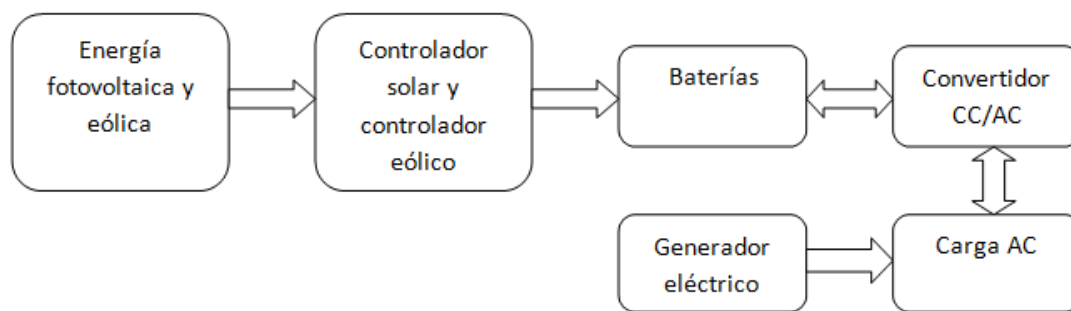 Energía
fotovoltaica y
eólica
Controlador
solar y
controlador
eólico
Baterías
Convertidor
CC/AC
Generador
eléctrico
Carga AC